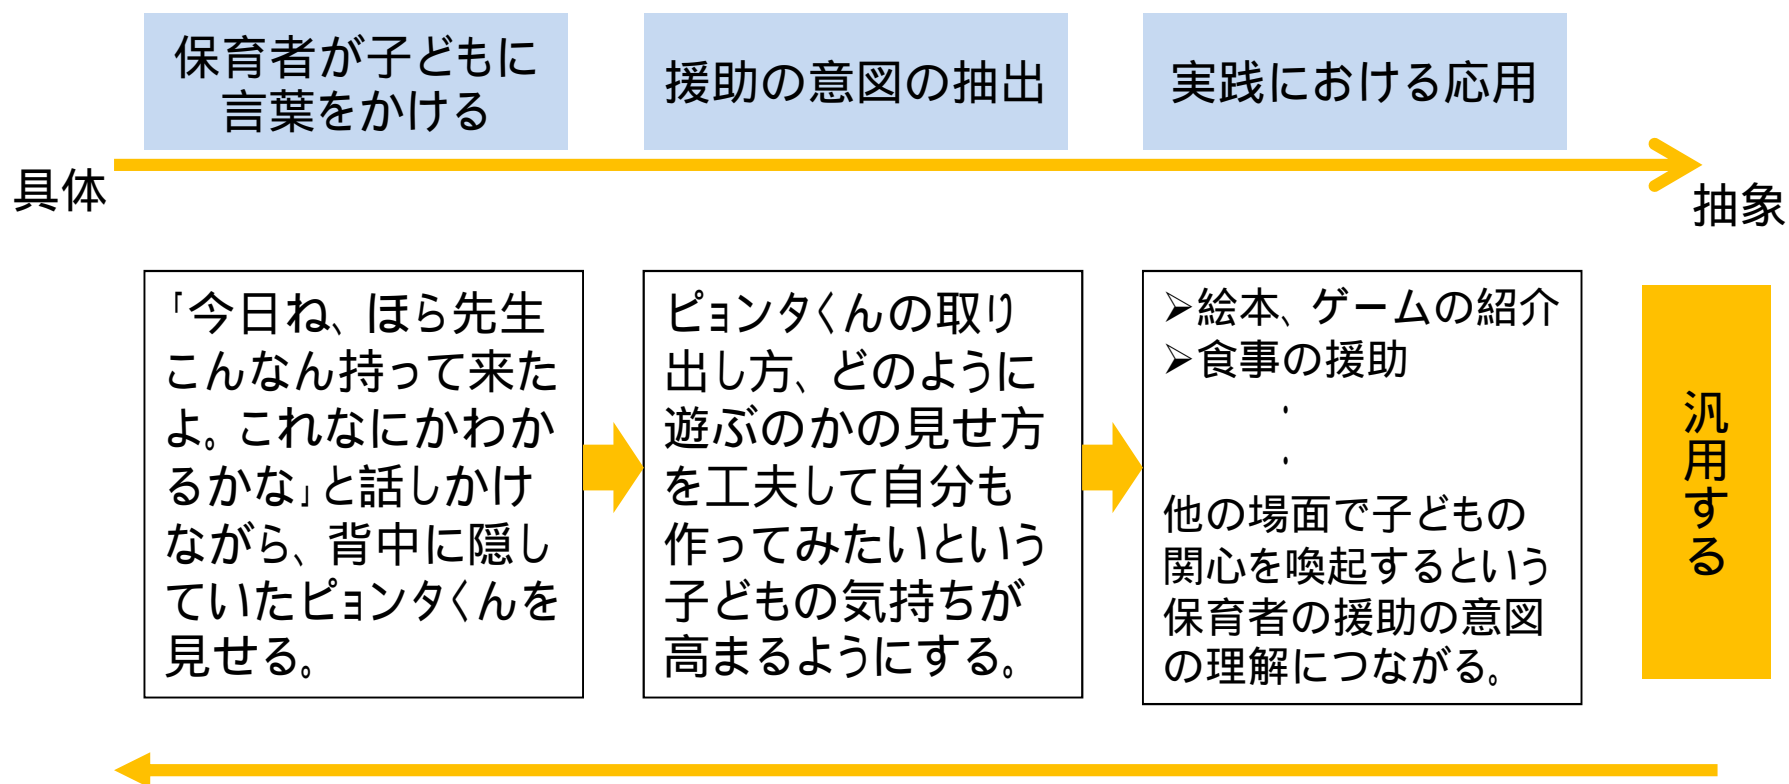 保育者が子どもに
言葉をかける
援助の意図の抽出
実践における応用
具体
抽象
「今日ね、ほら先生
こんなん持って来た
よ。これなにかわか
るかな」と話しかけ
ながら、背中に隠し
ていたピョンタくんを
見せる。
ピョンタくんの取り
出し方、どのように
遊ぶのかの見せ方
を工夫して自分も
作ってみたいという
子どもの気持ちが
高まるようにする。
➢絵本、ゲームの紹介
➢食事の援助
・
・
他の場面で子どもの
関心を喚起するという
保育者の援助の意図
の理解につながる。
汎用する